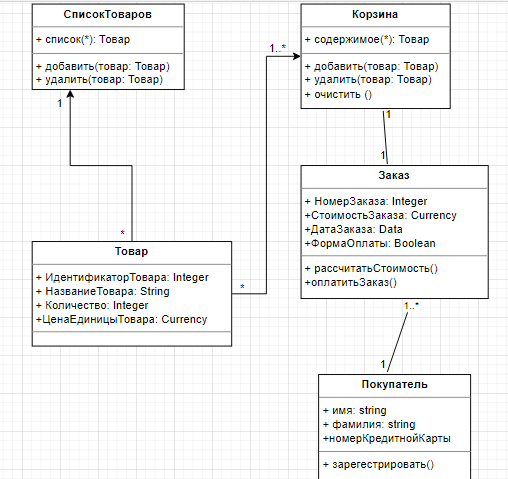 СписокТоваров
+ список(*): Товар
+ добавить(товар: Товар)
+ удалить(товар: Товар)
1
*
Товар
+ ИдентификаторТовара: Integer
+ НазваниеТовара: String
+ Количество: Integer
+ЦенаЕдиницыТовара: Currency
*
1..*
Корзина
+ содержимое(*): Товар
+ добавить(товар: Товар)
+ удалить(товар: Товар)
+ очистить ()
1
1
Заказ
+ НомерЗаказа: Integer
+СтоимостьЗаказа: Currency
+ДатаЗаказа: Data
+ФормаОплаты: Boolean
+ рассчитатьСтоимость()
+оплатитьЗаказ()
1..*
1
Покупатель
+ имя: string
+ фамилия: string
+номерКредитнойКарты
+ зарегестрировать()